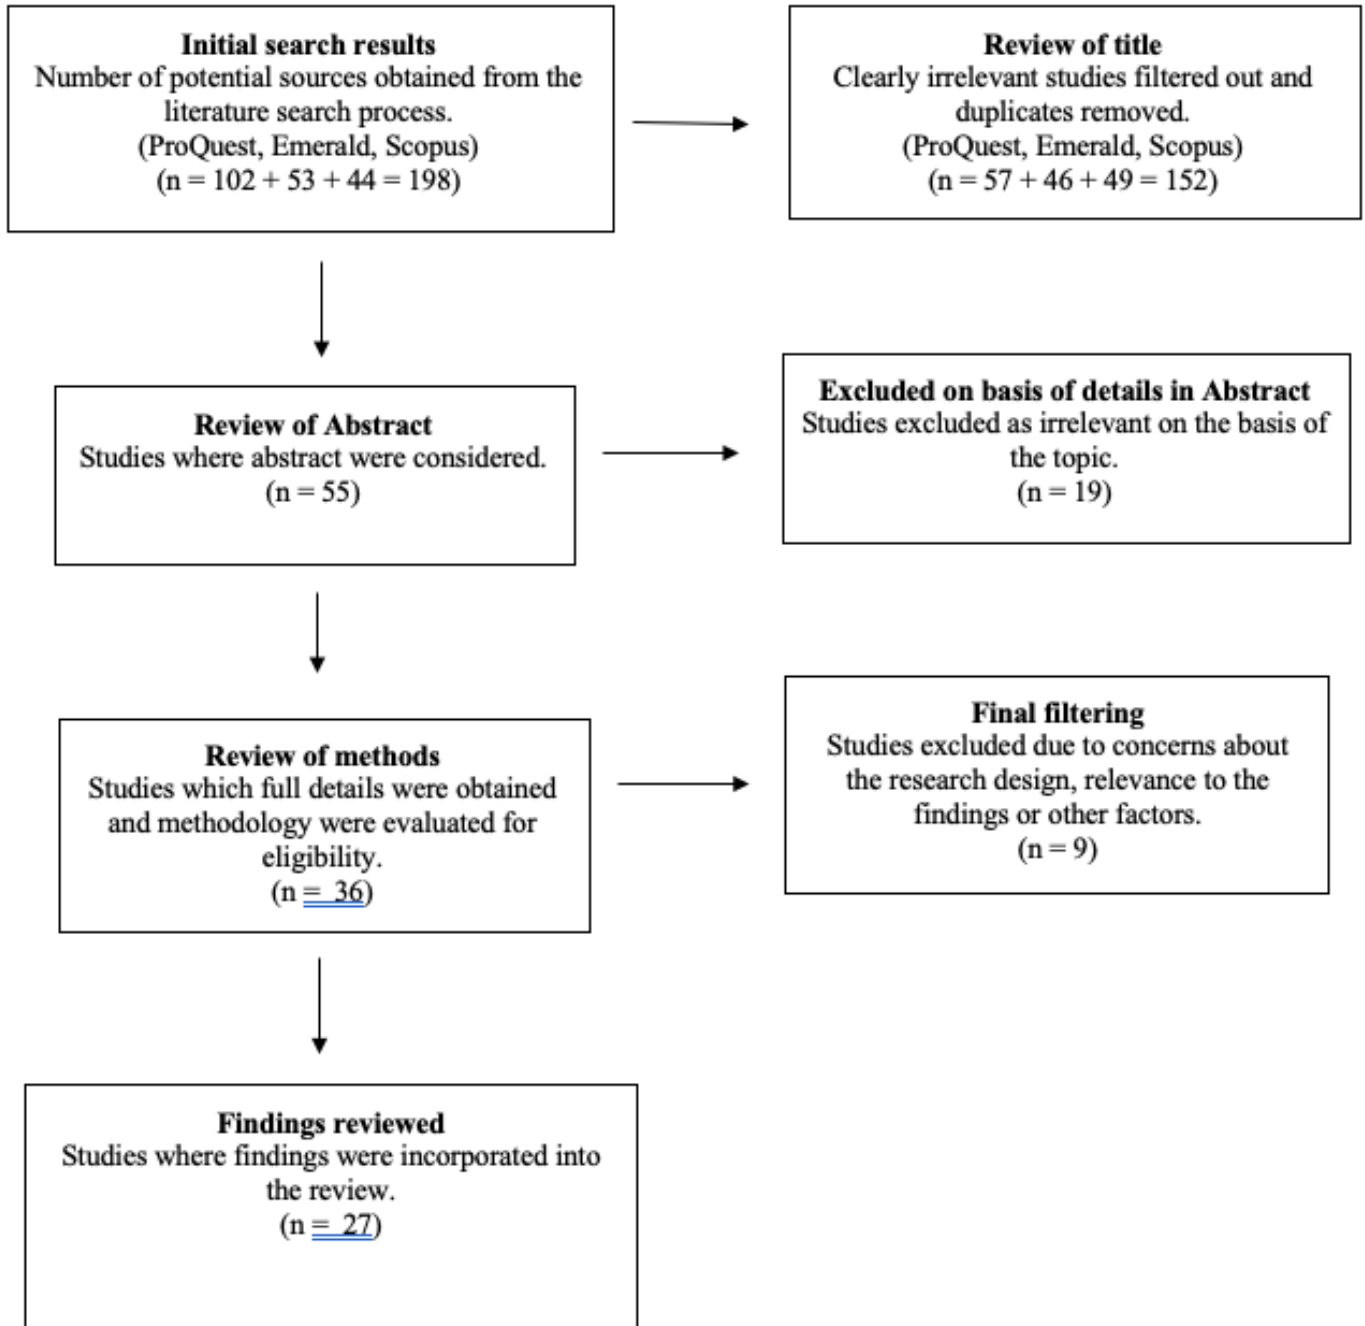 Initial search results
Number of potential sources obtained from the
literature search process.
(ProQuest, Emerald, Scopus)
(n = 102 + 53 + 44 = 198)
Review of title
Clearly irrelevant studies filtered out and
duplicates removed.
(ProQuest, Emerald, Scopus)
(n = 57 + 46 + 49 = 152)
Review of Abstract
Studies where abstract were considered.
(n = 55)
Excluded on basis of details in Abstract
Studies excluded as irrelevant on the basis of
the topic.
(n = 19)
Review of methods
Studies which full details were obtained
and methodology were evaluated for
eligibility.
(n = 36)
Final filtering
Studies excluded due to concerns about
the research design, relevance to the
findings or other factors.
(n = 9)
Findings reviewed
Studies where findings were incorporated into
the review.
(n = 27)